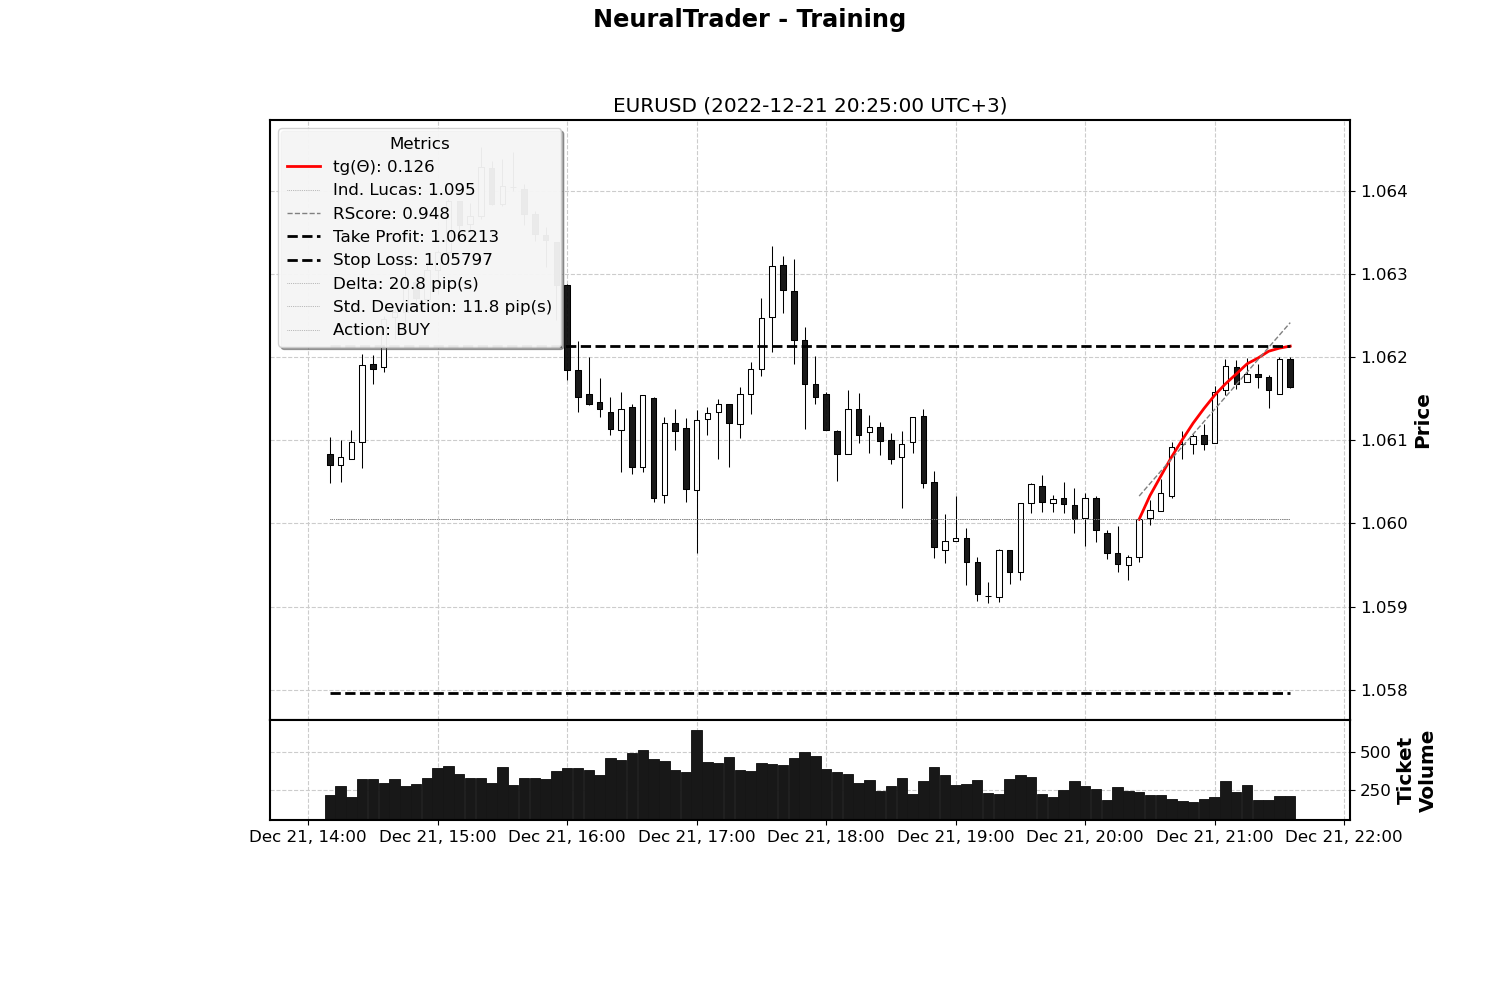 NeuralTrader - Training
EURUSD (2022-12-21 20:25:00 UTC+3)
Metrics
tg(Θ): 0.126
Ind. Lucas: 1.095
RScore: 0.948
Take Profit: 1.06213
Stop Loss: 1.05797
Delta: 20.8 pip(s)
Std. Deviation: 11.8 pip(s)
Action: BUY
1.064
1.063
1.062
1.061
1.060
1.059
1.058
Price
500
250
Ticket
Volume
Dec 21, 14:00
Dec 21, 15:00
Dec 21, 16:00
Dec 21, 17:00
Dec 21, 18:00
Dec 21, 19:00
Dec 21, 20:00
Dec 21, 21:00
Dec 21, 22:00